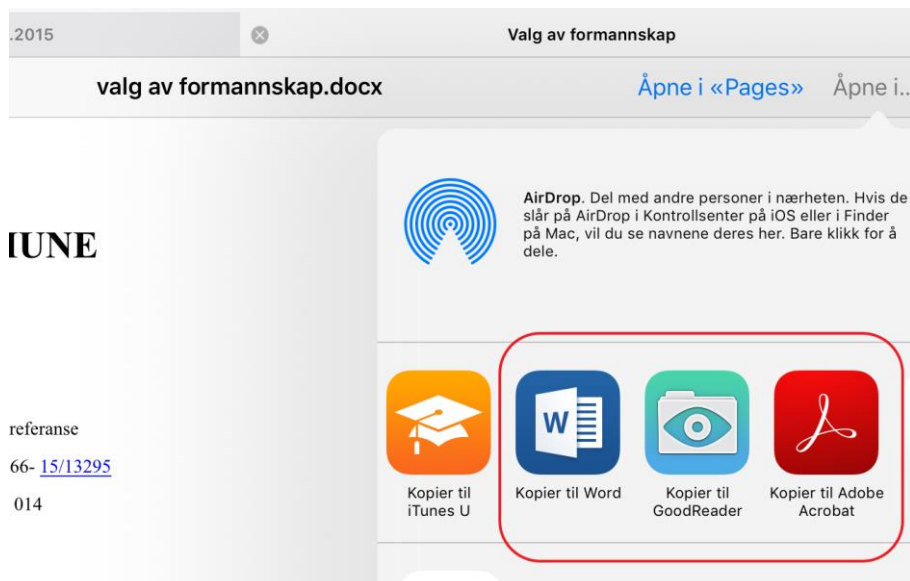 .2015
Valg av formannskap
valg av formannskap.docx
Åpne i «Pages»
Åpne i..
IUNE
AirDrop. Del med andre personer i nærheten. Hvis de
slår på AirDrop i Kontrollsenter på iOS eller i Finder
på Mac, vil du se navnene deres her. Bare klikk for å
dele.
Kopier til
iTunes U
W
Kopier til Word
Kopier til
GoodReader
Kopier til Adobe
Acrobat
referanse
66- 15/13295
014